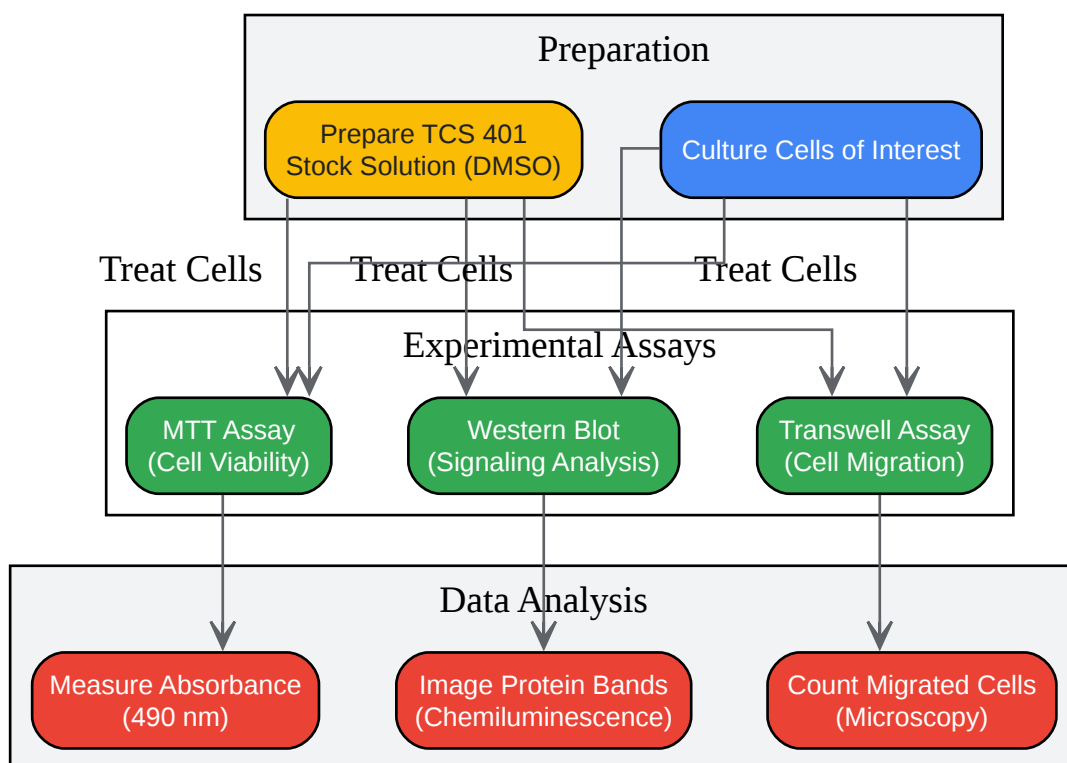 Preparation
Prepare TCS 401
Stock Solution (DMSO)
Culture Cells of Interest
Treat Cells
Treat Cells
Treat Cells
Experimental Assays
MTT Assay
(Cell Viability)
Western Blot
(Signaling Analysis)
Transwell Assay
(Cell Migration)
Data Analysis
Measure Absorbance
(490 nm)
Image Protein Bands
(Chemiluminescence)
Count Migrated Cells
(Microscopy)